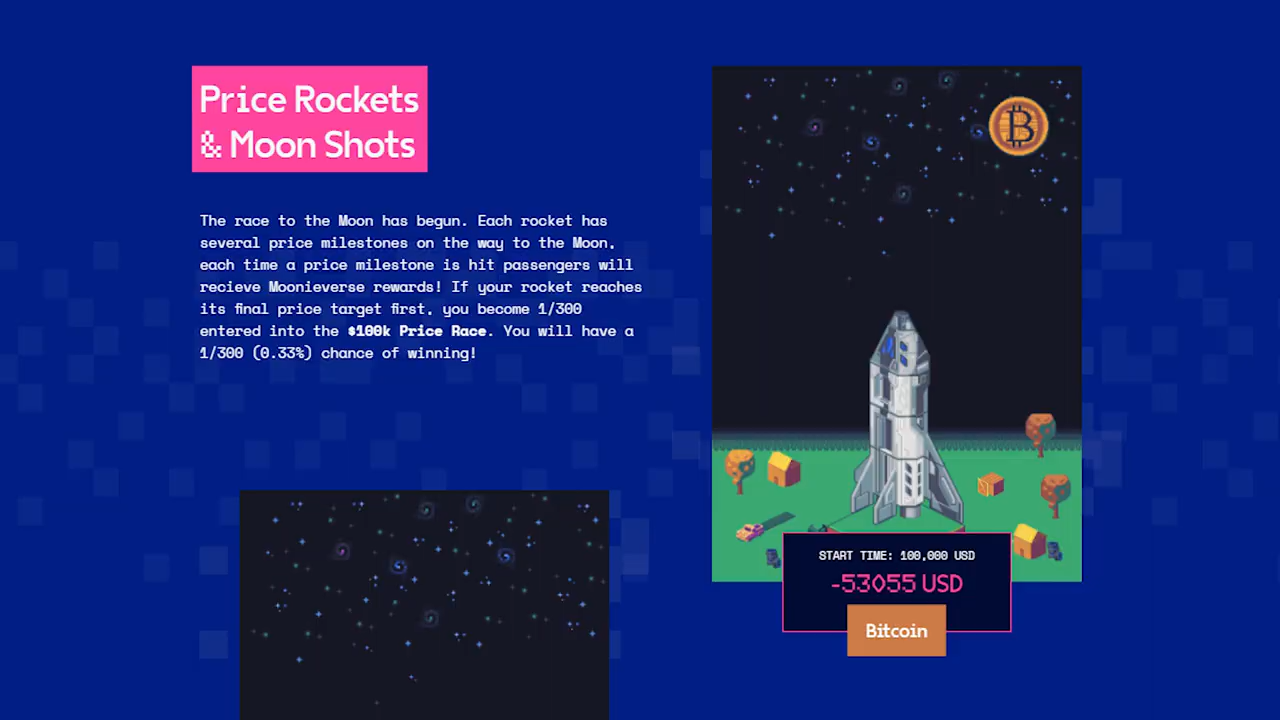 Price Rockets
& Moon Shots
The race to the Moon has begun. Each rocket has
several price milestones on the way to the Moon,
each time a price milestone is hit passengers will
recieve Moonieverse rewards! If your rocket reaches
its final price target first, you become 1/300
entered into the $100k Price Race. You will have a
1/300 (0.33%) chance of winning!
START TIME: 100,000 USD
-53055 USD
Bitcoin